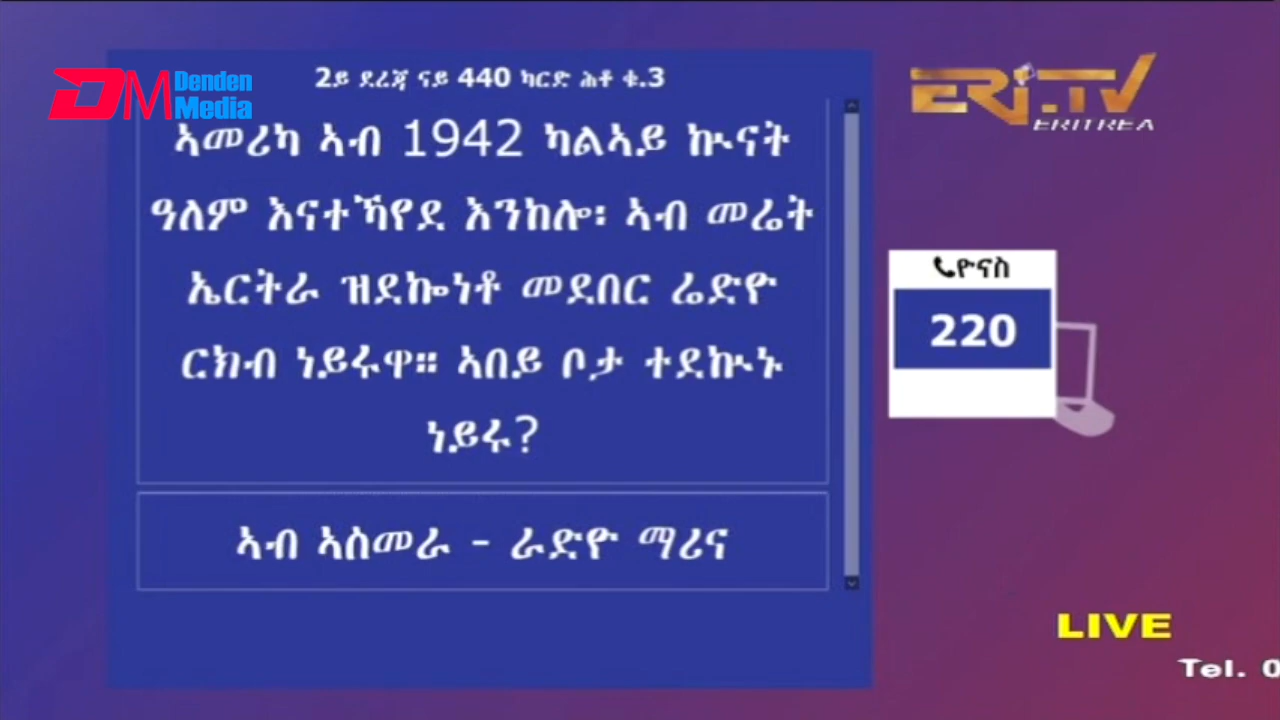 DM Denden
Media
2ይ ደረጃ ናይ 440 ካርድ ሕቶ ቁ.3
ኣመሪካ ኣብ 1942 ካልኣይ ኲናት
ዓለም እናተኻየደ እንከሎ፡ ኣብ መሬት
ኤርትራ ዝደኰነቶ መደበር ሬድዮ
ርክብ ነይሩዋ። ኣበይ ቦታ ተደኲኑ
ነይሩ?
ኣብ ኣስመራ - ራድዮ ማሪና
ERi.TV
ERITREA
ዮናስ
220
LIVE
Tel. 0